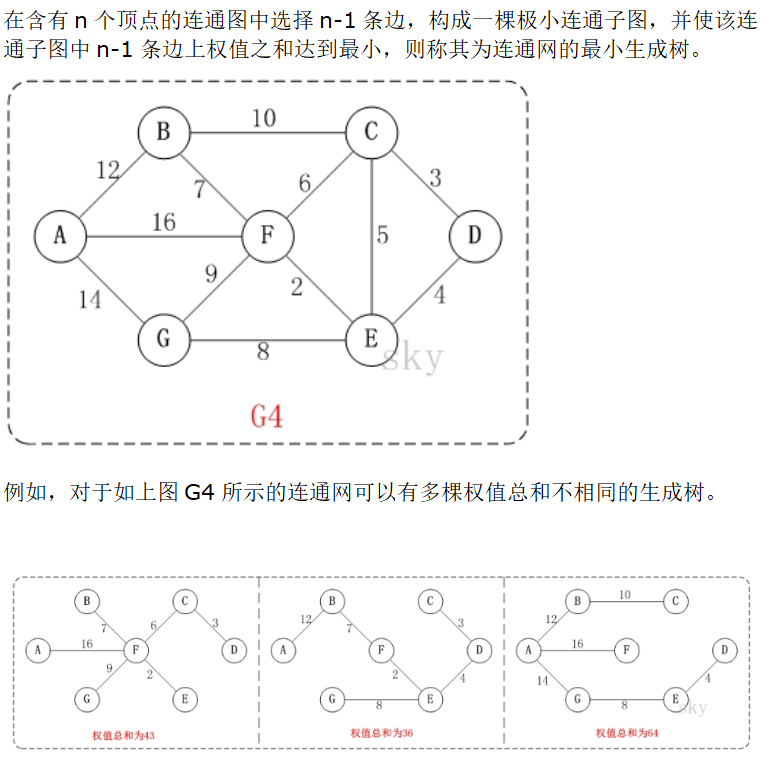 在含有 n 个顶点的连通图中选择 n-1 条边，构成一棵极小连通子图，并使该连
通子图中 n-1 条边上权值之和达到最小，则称其为连通网的最小生成树。
B 10 C
12 7 6 3
A 16 F 5 D
14 9 2 4
G 8 E
sky
G4
例如，对于如上图 G4 所示的连通网可以有多棵权值总和不相同的生成树。
B C
7 6 3
A 16 F D
9 2
G E
权值总和为43
B C
12 7 3
A F D
2 4
G 8 E
权值总和为36
B 10 C
12
A 16 F D
14 4
G 8 E
sky
权值总和为64